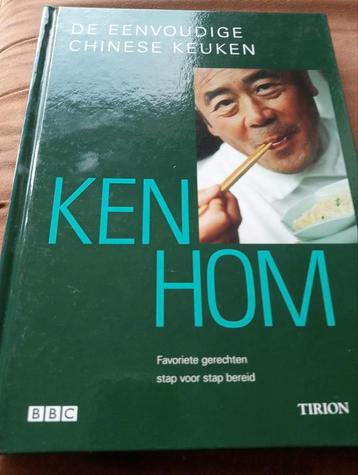 DE EENVOUDIGE
CHINESE KEUKEN
KEN
HOM
Favoriete gerechten
stap voor stap bereid
BBC
TIRION